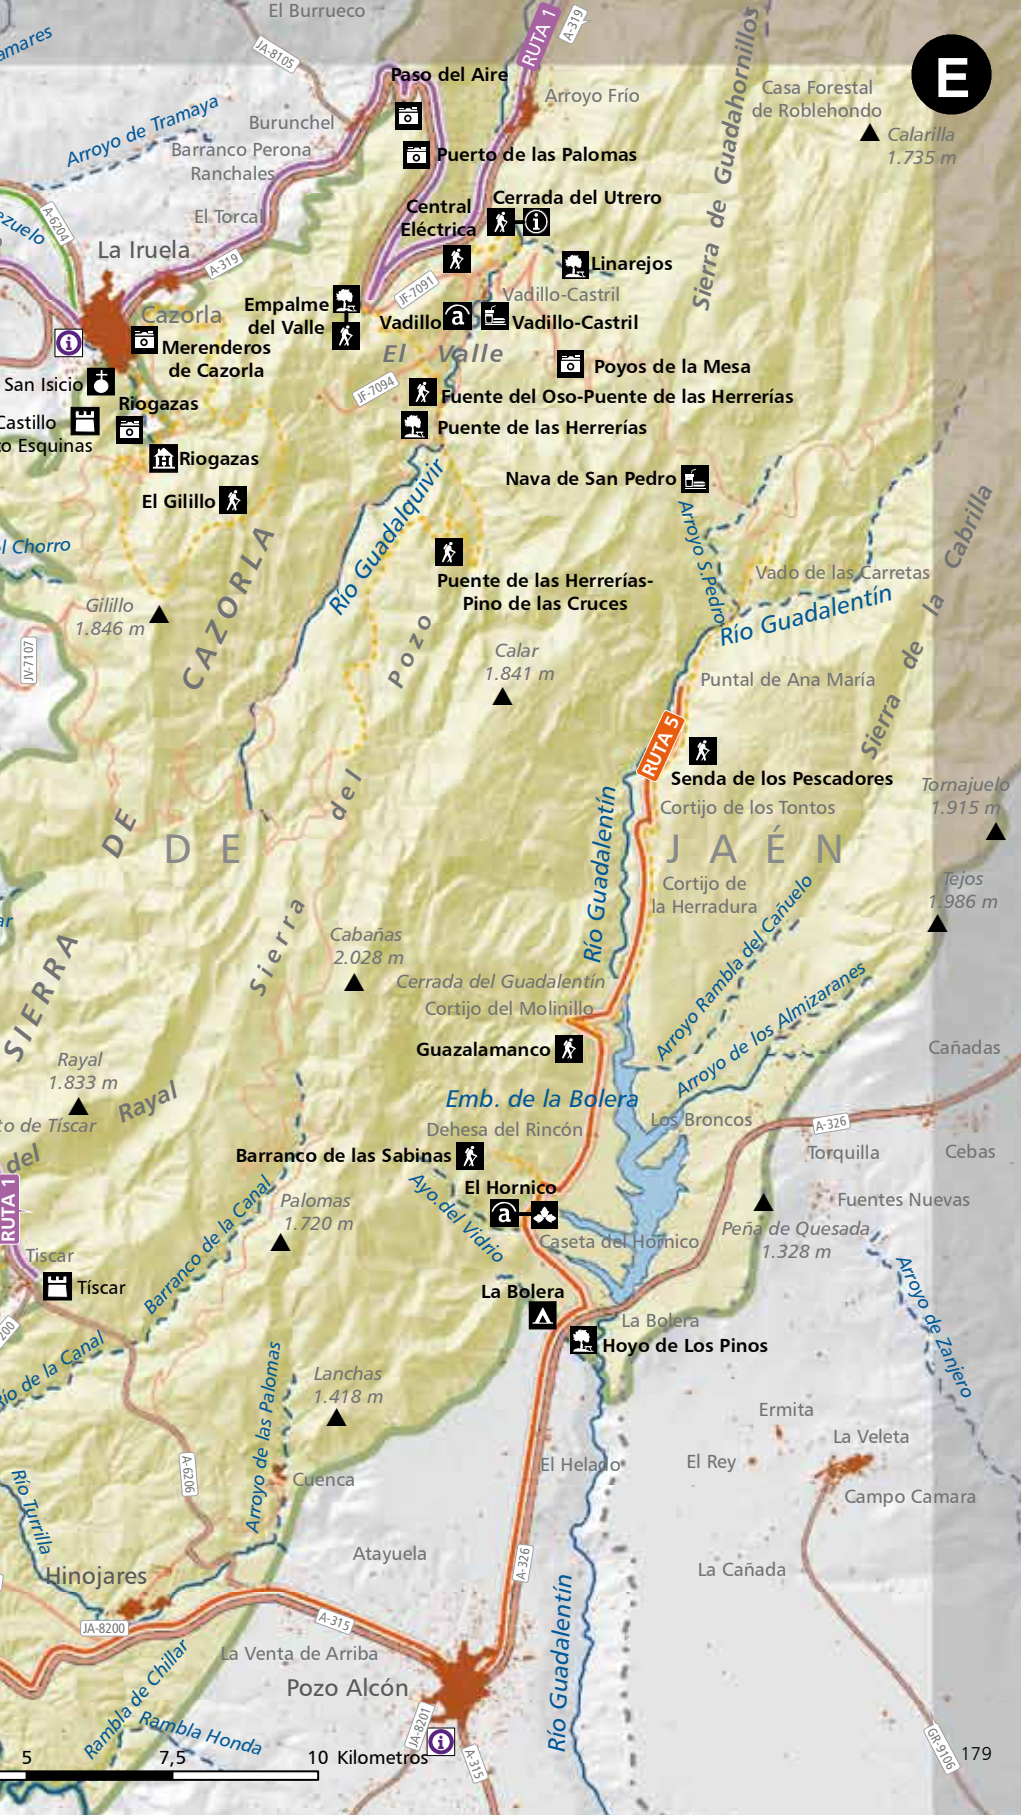 El Burrueco
JA-8105
RUTA 1
A-319
amares
E
Paso del Aire
Arroyo Frío
Casa Forestal
de Roblehondo
Sierra de Guadahornillos
Calarilla
1.735 m
Arroyo de Tramaya
Burunchel
Barranco Perona
Ranchales
Puerto de las Palomas
El Torcal
A-6204
Central
Eléctrica
Cerrada del Utrero
La Iruela
A-319
Linarejos
JF-7091
Vadillo-Castril
Cazorla
Empalme
del Valle
Vadillo
Vadillo-Castril
Merenderos
de Cazorla
El Valle
Poyos de la Mesa
San Isicio
JF-7094
Fuente del Oso-Puente de las Herrerías
Riogazas
Castillo
Puente de las Herrerías
Riogazas
Nava de San Pedro
El Gilillo
Río Guadalquivir
Arroyo S.Pedro
Sierra de la Cabrilla
l Chorro
Puente de las Herrerías-
Pino de las Cruces
Vado de las Carretas
Río Guadalentín
Gilillo
1.846 m
JV-7107
SIERRA DE CAZORLA
Sierra del Pozo
Calar
1.841 m
Puntal de Ana María
RUTA 5
Senda de los Pescadores
Tornajuelo
1.915 m
Cortijo de los Tontos
DE JAÉN
Río Guadalentín
Cortijo de
la Herradura
Tejos
1.986 m
Arroyo Rambla del Cañuelo
Cabañas
2.028 m
Cerrada del Guadalentín
Cortijo del Molinillo
Arroyo de los Almizaranes
Guazalamanco
Cañadas
Rayal
1.833 m
Emb. de la Bolera
Rayal
del
to de Tíscar
Dehesa del Rincón
Los Broncos
A-326
Barranco de las Sabinas
Torquilla
Cebas
RUTA 1
El Hornico
Ayo.del Vidrio
Barranco de la Canal
Palomas
1.720 m
Fuentes Nuevas
Peña de Quesada
1.328 m
Caseta del Hornico
Tiscar
Tíscar
La Bolera
La Bolera
Hoyo de Los Pinos
Arroyo de Zanjero
Río de la Canal
Arroyo de las Palomas
Lanchas
1.418 m
Ermita
La Veleta
El Rey
El Helado
A-6206
Cuenca
Campo Camara
Río Turrilla
Atayuela
A-326
La Cañada
Hinojares
JA-8200
A-315
Río Guadalentín
La Venta de Arriba
Pozo Alcón
Rambla de Chillar
Rambla Honda
JA-8201
A-315
GR-9106
5 7,5 10 Kilometros
179